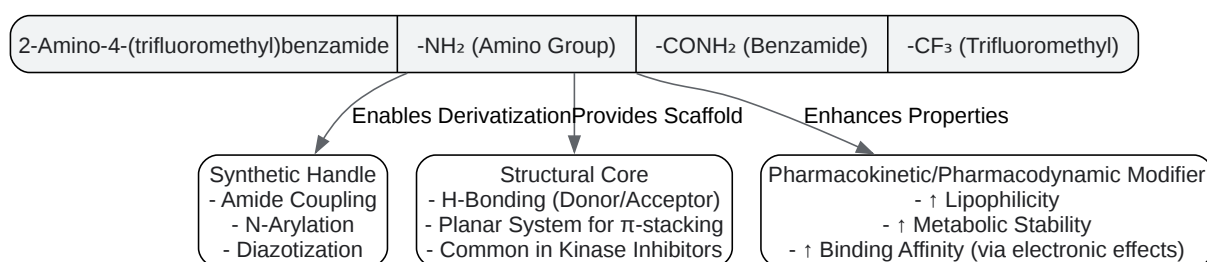 2-Amino-4-(trifluoromethyl)benzamide
-NH₂ (Amino Group)
-CONH₂ (Benzamide)
-CF₃ (Trifluoromethyl)
Enables Derivatization
Provides Scaffold
Enhances Properties
Synthetic Handle
- Amide Coupling
- N-Arylation
- Diazotization
Structural Core
- H-Bonding (Donor/Acceptor)
- Planar System for π-stacking
- Common in Kinase Inhibitors
Pharmacokinetic/Pharmacodynamic Modifier
- ↑ Lipophilicity
- ↑ Metabolic Stability
- ↑ Binding Affinity (via electronic effects)